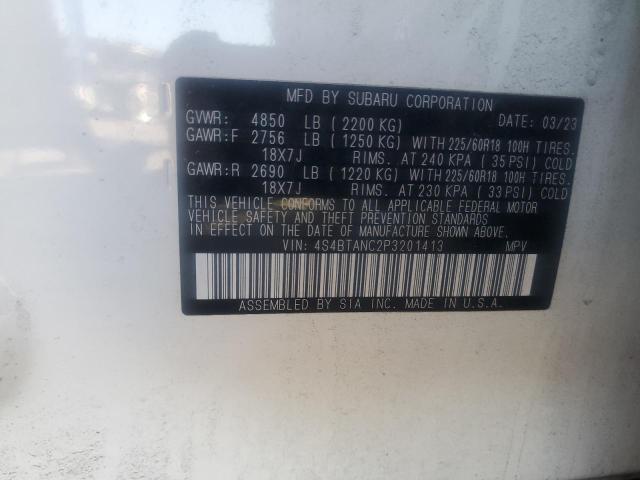 MFD BY SUBARU CORPORATION
GVWR: 4850 LB (2200 KG) DATE: 03/23
GAWR:F 2756 LB (1250 KG) WITH 225/60R18 100H TIRES.
18X7J RIMS. AT 240 KPA (35 PSI) COLD
GAWR:R 2690 LB (1220 KG) WITH 225/60R18 100H TIRES.
18X7J RIMS. AT 230 KPA (33 PSI) COLD
THIS VEHICLE CONFORMS TO ALL APPLICABLE FEDERAL MOTOR
VEHICLE SAFETY AND THEFT PREVENTION STANDARDS
IN EFFECT ON THE DATE OF MANUFACTURE SHOWN ABOVE.
VIN: 4S4BTANC2P3201413 MPV
ASSEMBLED BY SIA INC. MADE IN U.S.A.